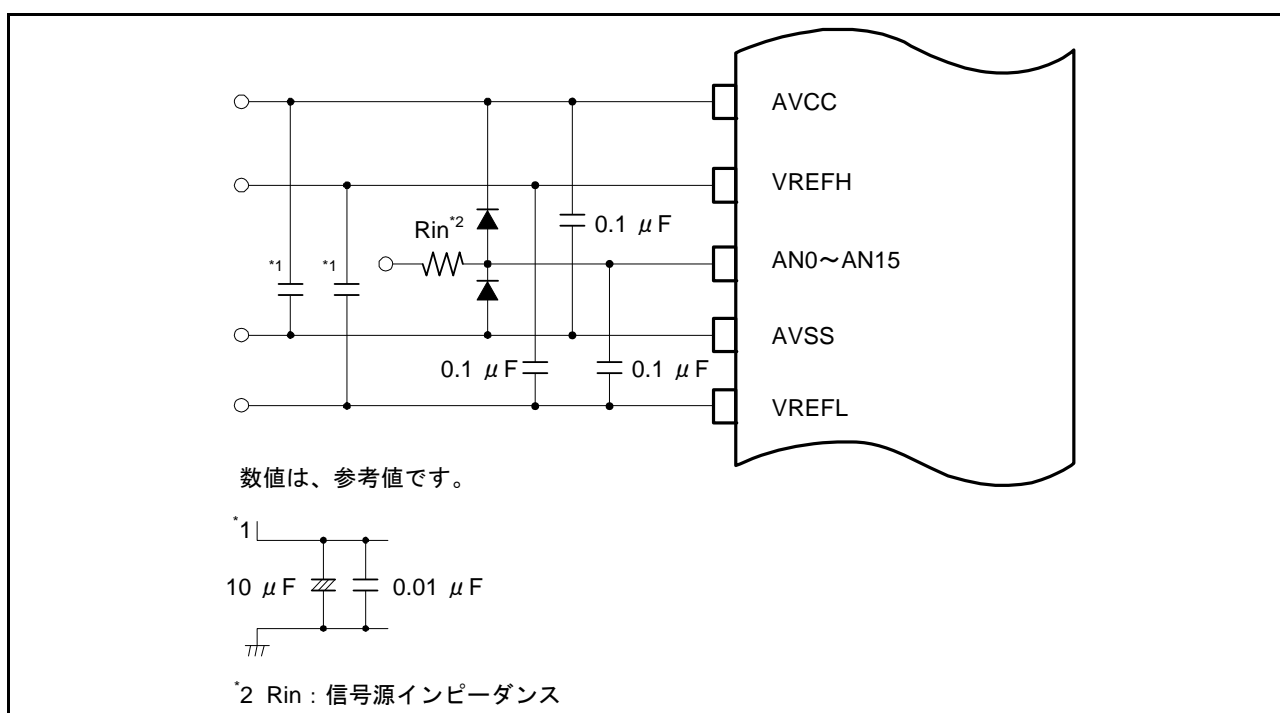 AVCC
VREFH
Rin*2
0.1 μF
*1 *1
AN0～AN15
AVSS
0.1 μF 0.1 μF
VREFL
数値は、参考値です。
*1
10 μF 0.01 μF
*2 Rin：信号源インピーダンス